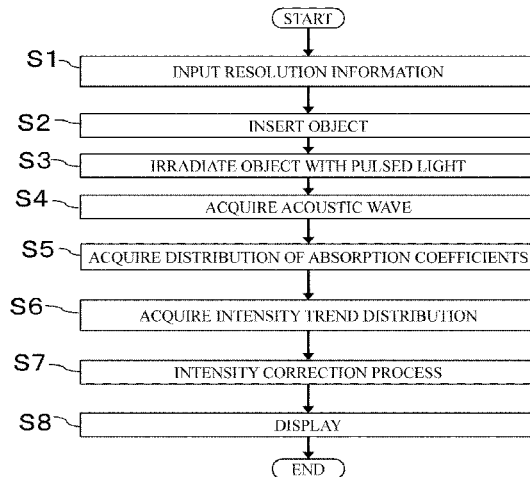 START
S1 INPUT RESOLUTION INFORMATION
S2 INSERT OBJECT
S3 IRRADIATE OBJECT WITH PULSED LIGHT
S4 ACQUIRE ACOUSTIC WAVE
S5 ACQUIRE DISTRIBUTION OF ABSORPTION COEFFICIENTS
S6 ACQUIRE INTENSITY TREND DISTRIBUTION
S7 INTENSITY CORRECTION PROCESS
S8 DISPLAY
END